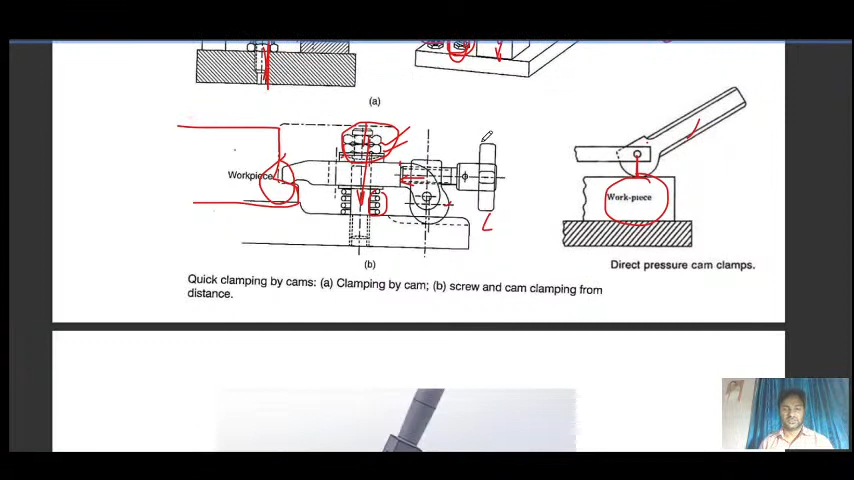 (a)
Workpiece
Work-piece
(b)
Direct pressure cam clamps.
Quick clamping by cams: (a) Clamping by cam; (b) screw and cam clamping from
distance.